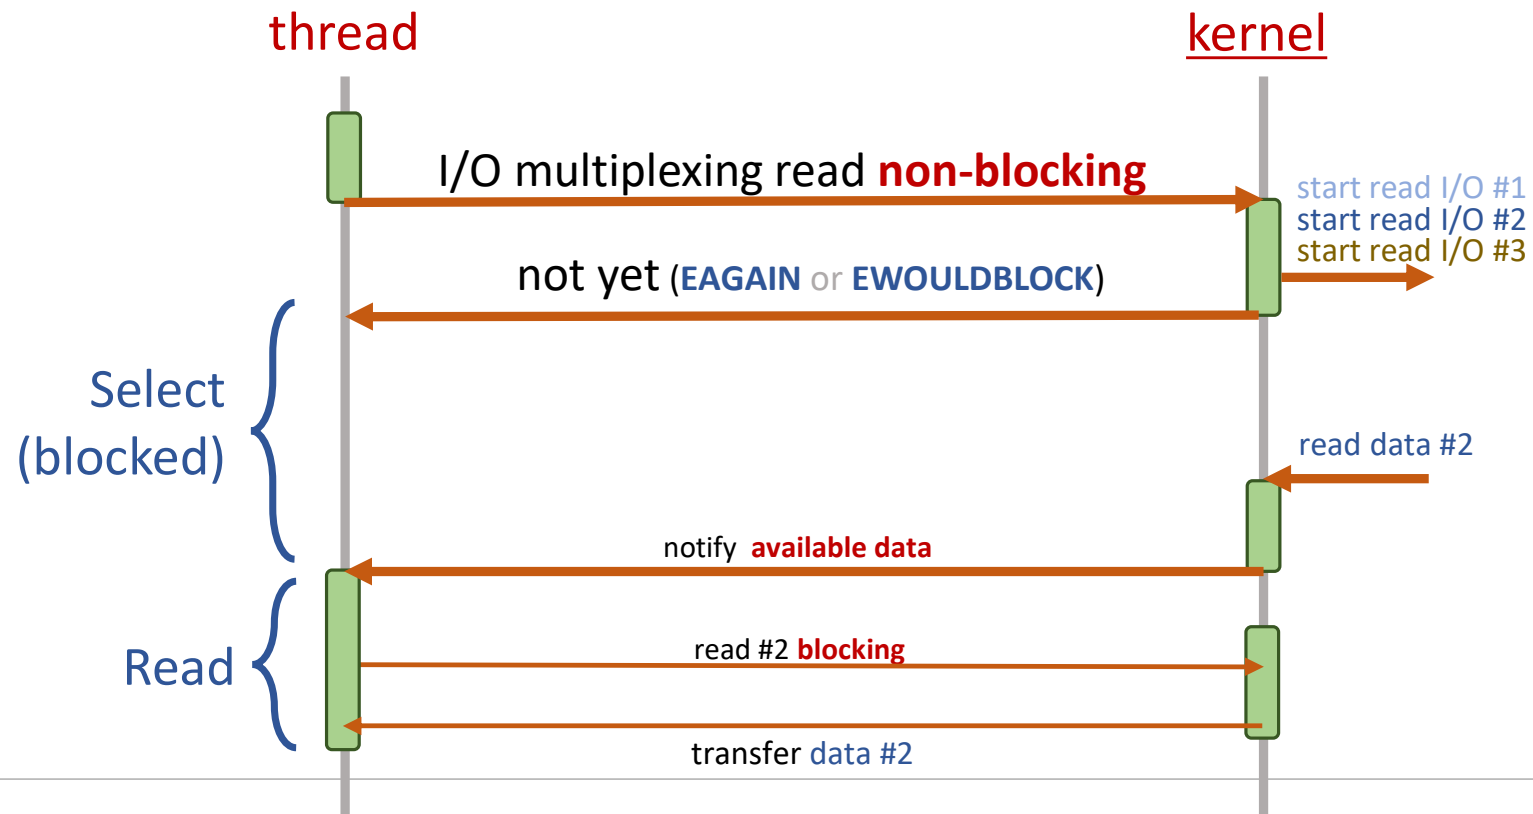 thread
kernel
I/O multiplexing read non-blocking
start read I/O #1
start read I/O #2
start read I/O #3
not yet (EAGAIN or EWOULDBLOCK)
Select
(blocked)
read data #2
notify available data
read #2 blocking
Read
transfer data #2